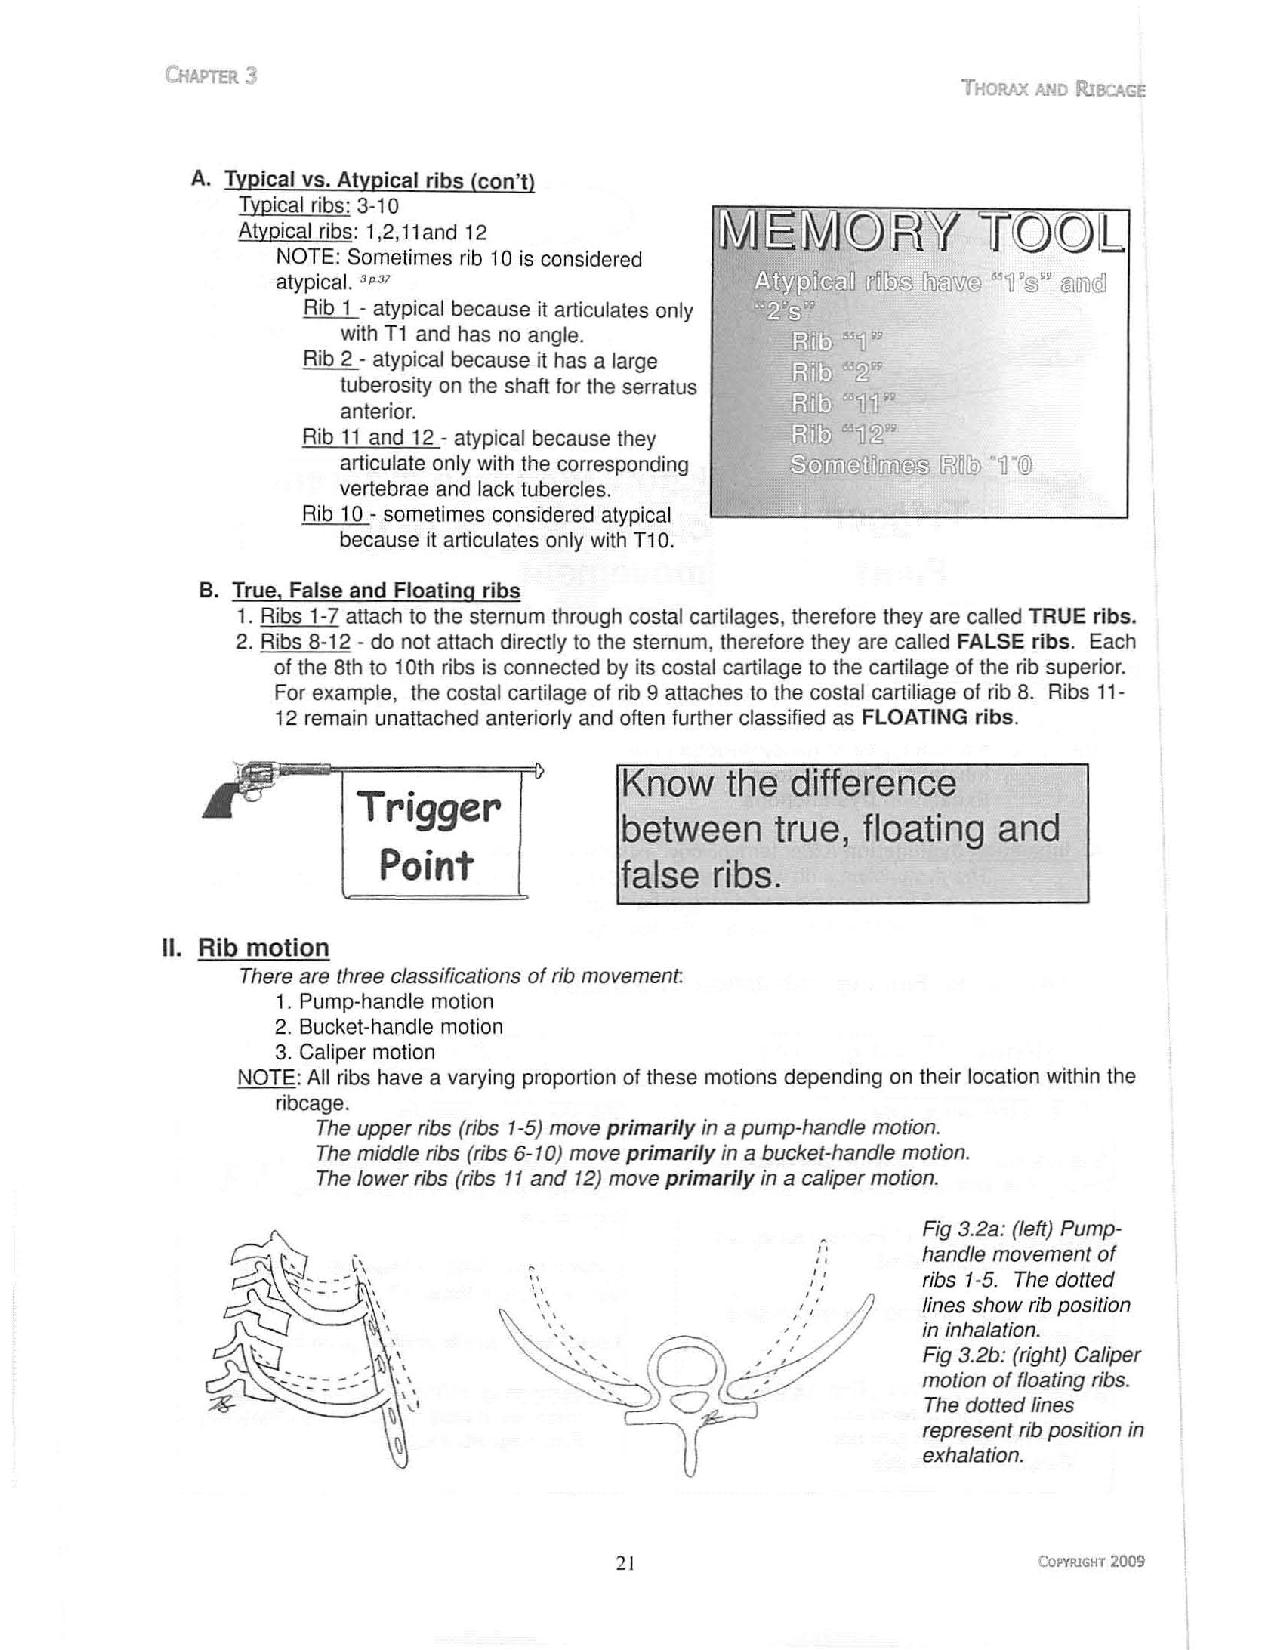 CHAPTER 3
THORAX AND RIBCAGE
A. Typical vs. Atypical ribs (con't)
Typical ribs: 3-10
Atypical ribs: 1,2,11and 12
NOTE: Sometimes rib 10 is considered
atypical. 3p37
Rib 1 - atypical because it articulates only
with T1 and has no angle.
Rib 2 - atypical because it has a large
tuberosity on the shaft for the serratus
anterior.
Rib 11 and 12 - atypical because they
articulate only with the corresponding
vertebrae and lack tubercles.
Rib 10 - sometimes considered atypical
because it articulates only with T10.
MEMORY TOOL
Atypical ribs have "1's" and
"2's"
Rib "1"
Rib "2"
Rib "11"
Rib "12"
Sometimes Rib "1"0
B. True, False and Floating ribs
1. Ribs 1-7 attach to the sternum through costal cartilages, therefore they are called TRUE ribs.
2. Ribs 8-12 - do not attach directly to the sternum, therefore they are called FALSE ribs. Each
of the 8th to 10th ribs is connected by its costal cartilage to the cartilage of the rib superior.
For example, the costal cartilage of rib 9 attaches to the costal cartiliage of rib 8. Ribs 11-
12 remain unattached anteriorly and often further classified as FLOATING ribs.
Trigger
Point
Know the difference
between true, floating and
false ribs.
II. Rib motion
There are three classifications of rib movement:
1. Pump-handle motion
2. Bucket-handle motion
3. Caliper motion
NOTE: All ribs have a varying proportion of these motions depending on their location within the
ribcage.
The upper ribs (ribs 1-5) move primarily in a pump-handle motion.
The middle ribs (ribs 6-10) move primarily in a bucket-handle motion.
The lower ribs (ribs 11 and 12) move primarily in a caliper motion.
Fig 3.2a: (left) Pump-
handle movement of
ribs 1-5. The dotted
lines show rib position
in inhalation.
Fig 3.2b: (right) Caliper
motion of floating ribs.
The dotted lines
represent rib position in
exhalation.
21
COPYRIGHT 2009